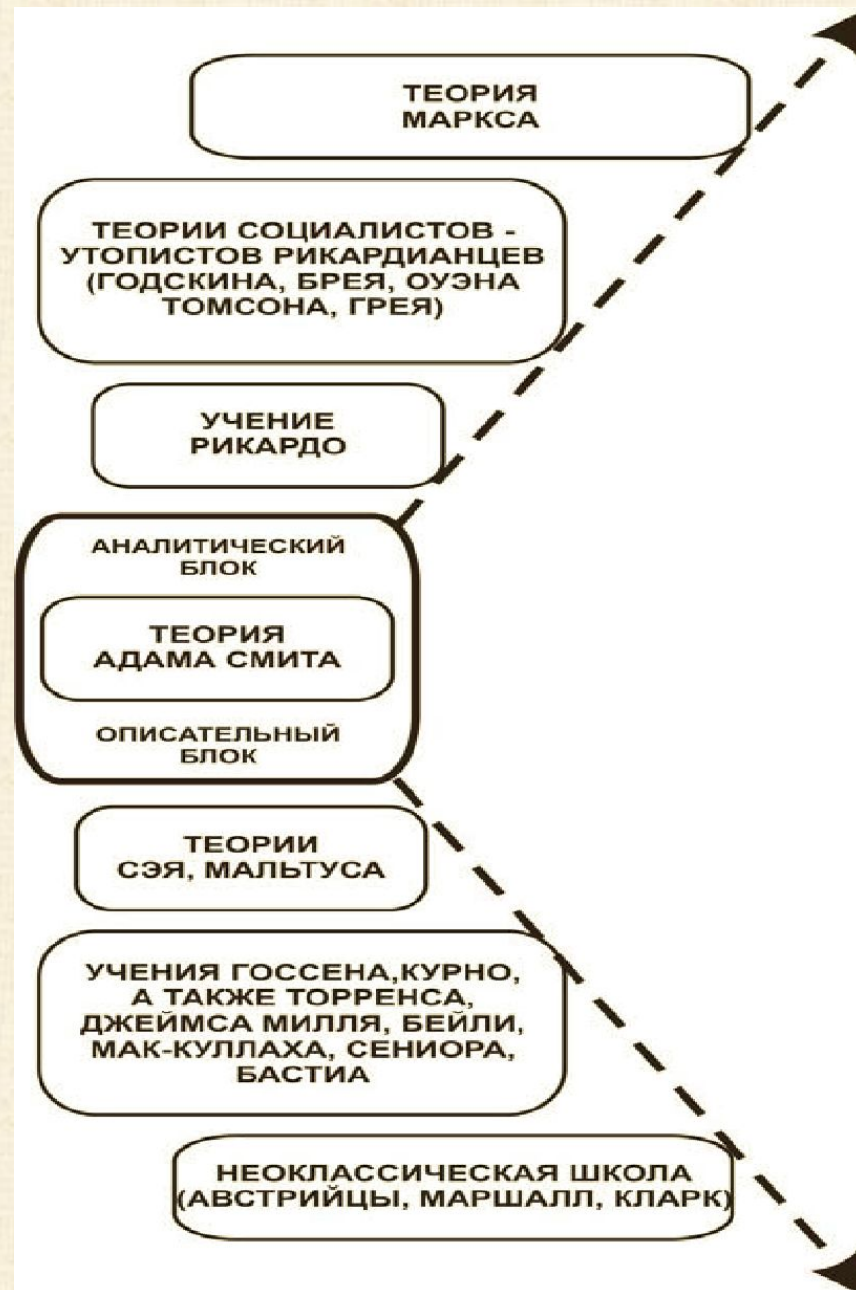 ТЕОРИЯ
МАРКСА
ТЕОРИИ СОЦИАЛИСТОВ -
УТОПИСТОВ РИКАРДИАНЦЕВ
(ГОДСКИНА, БРЕЯ, ОУЭНА
ТОМСОНА, ГРЕЯ)
УЧЕНИЕ
РИКАРДО
АНАЛИТИЧЕСКИЙ
БЛОК
ТЕОРИЯ
АДАМА СМИТА
ОПИСАТЕЛЬНЫЙ
БЛОК
ТЕОРИИ
СЭЯ, МАЛЬТУСА
УЧЕНИЯ ГОССЕНА,КУРНО,
А ТАКЖЕ ТОРРЕНСА,
ДЖЕЙМСА МИЛЛЯ, БЕЙЛИ,
МАК-КУЛЛАХА, СЕНИОРА,
БАСТИА
НЕОКЛАССИЧЕСКАЯ ШКОЛА
(АВСТРИЙЦЫ, МАРШАЛЛ, КЛАРК)